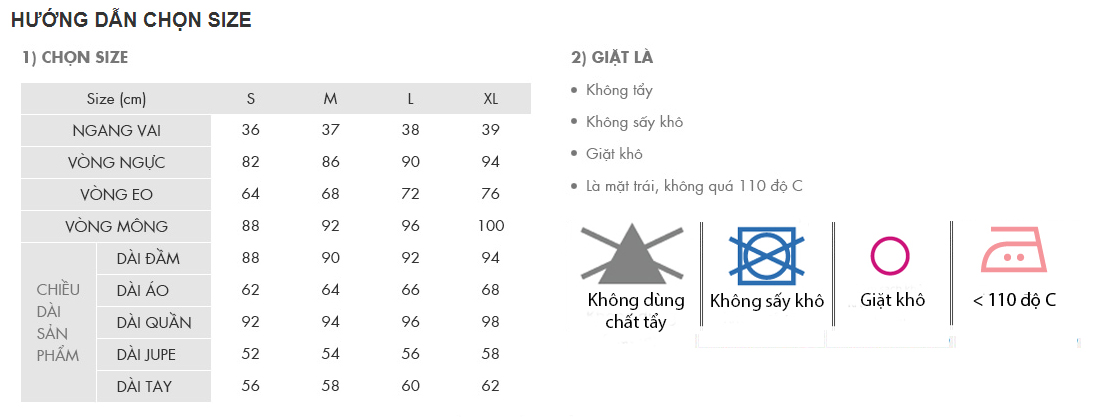 HƯỚNG DẪN CHỌN SIZE
1) CHỌN SIZE
Size (cm) S M L XL
NGANG VAI 36 37 38 39
VÒNG NGỰC 82 86 90 94
VÒNG EO 64 68 72 76
VÒNG MÔNG 88 92 96 100
CHIỀU DÀI SẢN PHẨM
DÀI ĐẦM 88 90 92 94
DÀI ÁO 62 64 66 68
DÀI QUẦN 92 94 96 98
DÀI JUPE 52 54 56 58
DÀI TAY 56 58 60 62
2) GIẶT LÀ
Không tẩy
Không sấy khô
Giặt khô
Là mặt trái, không quá 110 độ C
Không dùng
chất tẩy
Không sấy khô
Giặt khô
< 110 độ C